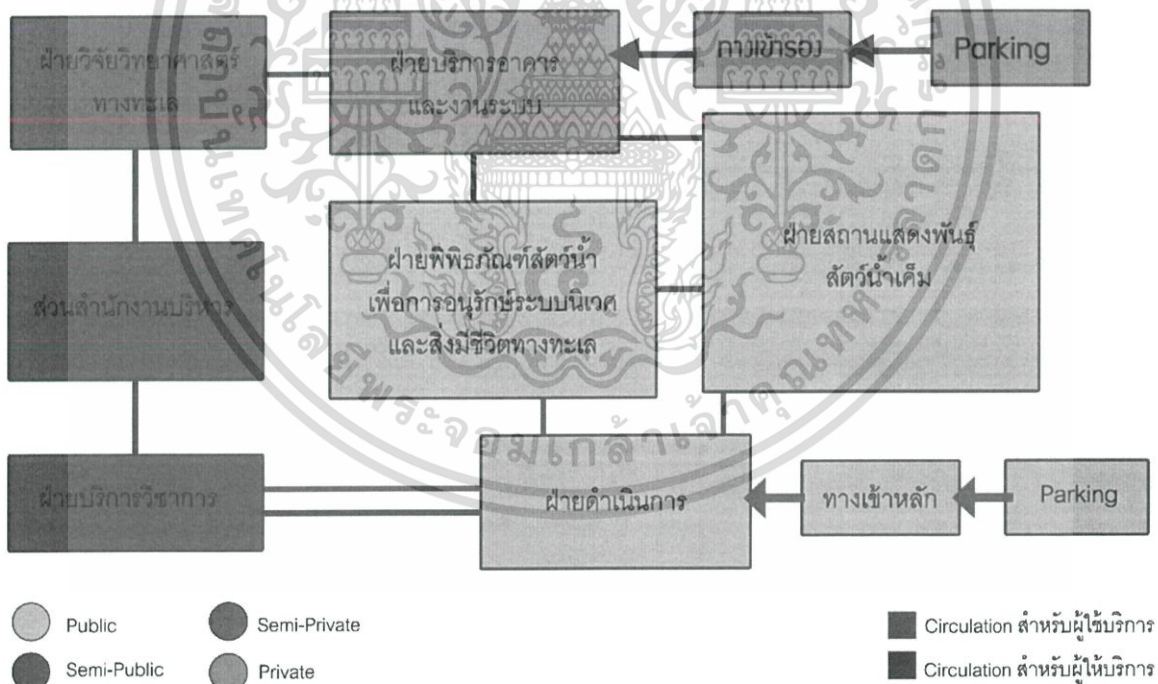 ฝ่ายวิจัยวิทยาศาสตร์
ทางทะเล
ฝ่ายบริการอาคาร
และงานระบบ
ทางเข้ารอง
Parking
ส่วนสำนักงานบริหาร
ฝ่ายพิพิธภัณฑ์สัตว์น้ำ
เพื่อการอนุรักษ์ระบบนิเวศ
และสิ่งมีชีวิตทางทะเล
ฝ่ายสถานแสดงพันธุ์
สัตว์น้ำเค็ม
ฝ่ายบริการวิชาการ
ฝ่ายดำเนินการ
ทางเข้าหลัก
Parking
Public
Semi-Private
Semi-Public
Private
Circulation สำหรับผู้ใช้บริการ
Circulation สำหรับผู้ให้บริการ